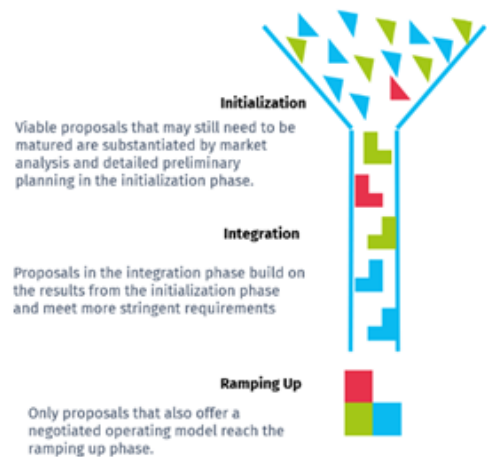 Initialization
Viable proposals that may still need to be
matured are substantiated by market
analysis and detailed preliminary
planning in the initialization phase.
Integration
Proposals in the integration phase build on
the results from the initialization phase
and meet more stringent requirements
Ramping Up
Only proposals that also offer a
negotiated operating model reach the
ramping up phase.